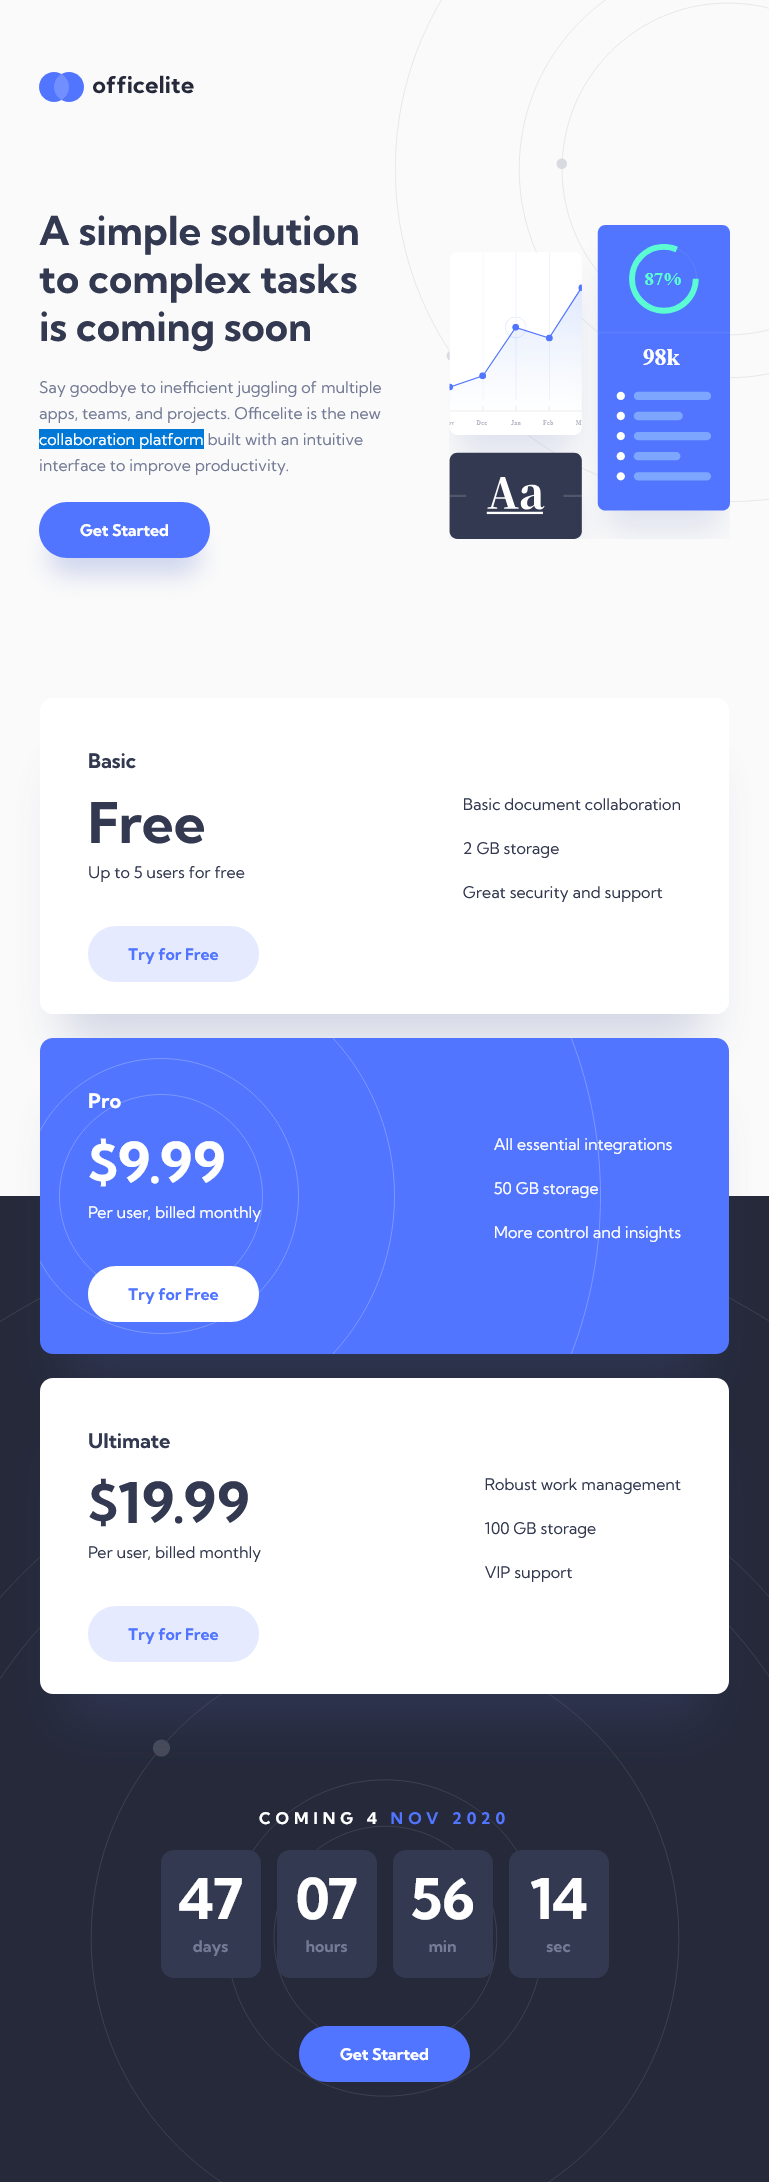 officelite
A simple solution
to complex tasks
is coming soon
Say goodbye to inefficient juggling of multiple
apps, teams, and projects. Officelite is the new
collaboration platform built with an intuitive
interface to improve productivity.
Get Started
87%
98k
Dec Jan Feb
Aa
Basic
Free
Up to 5 users for free
Try for Free
Basic document collaboration
2 GB storage
Great security and support
Pro
$9.99
Per user, billed monthly
Try for Free
All essential integrations
50 GB storage
More control and insights
Ultimate
$19.99
Per user, billed monthly
Try for Free
Robust work management
100 GB storage
VIP support
COMING 4 NOV 2020
47 07 56 14
days hours min sec
Get Started